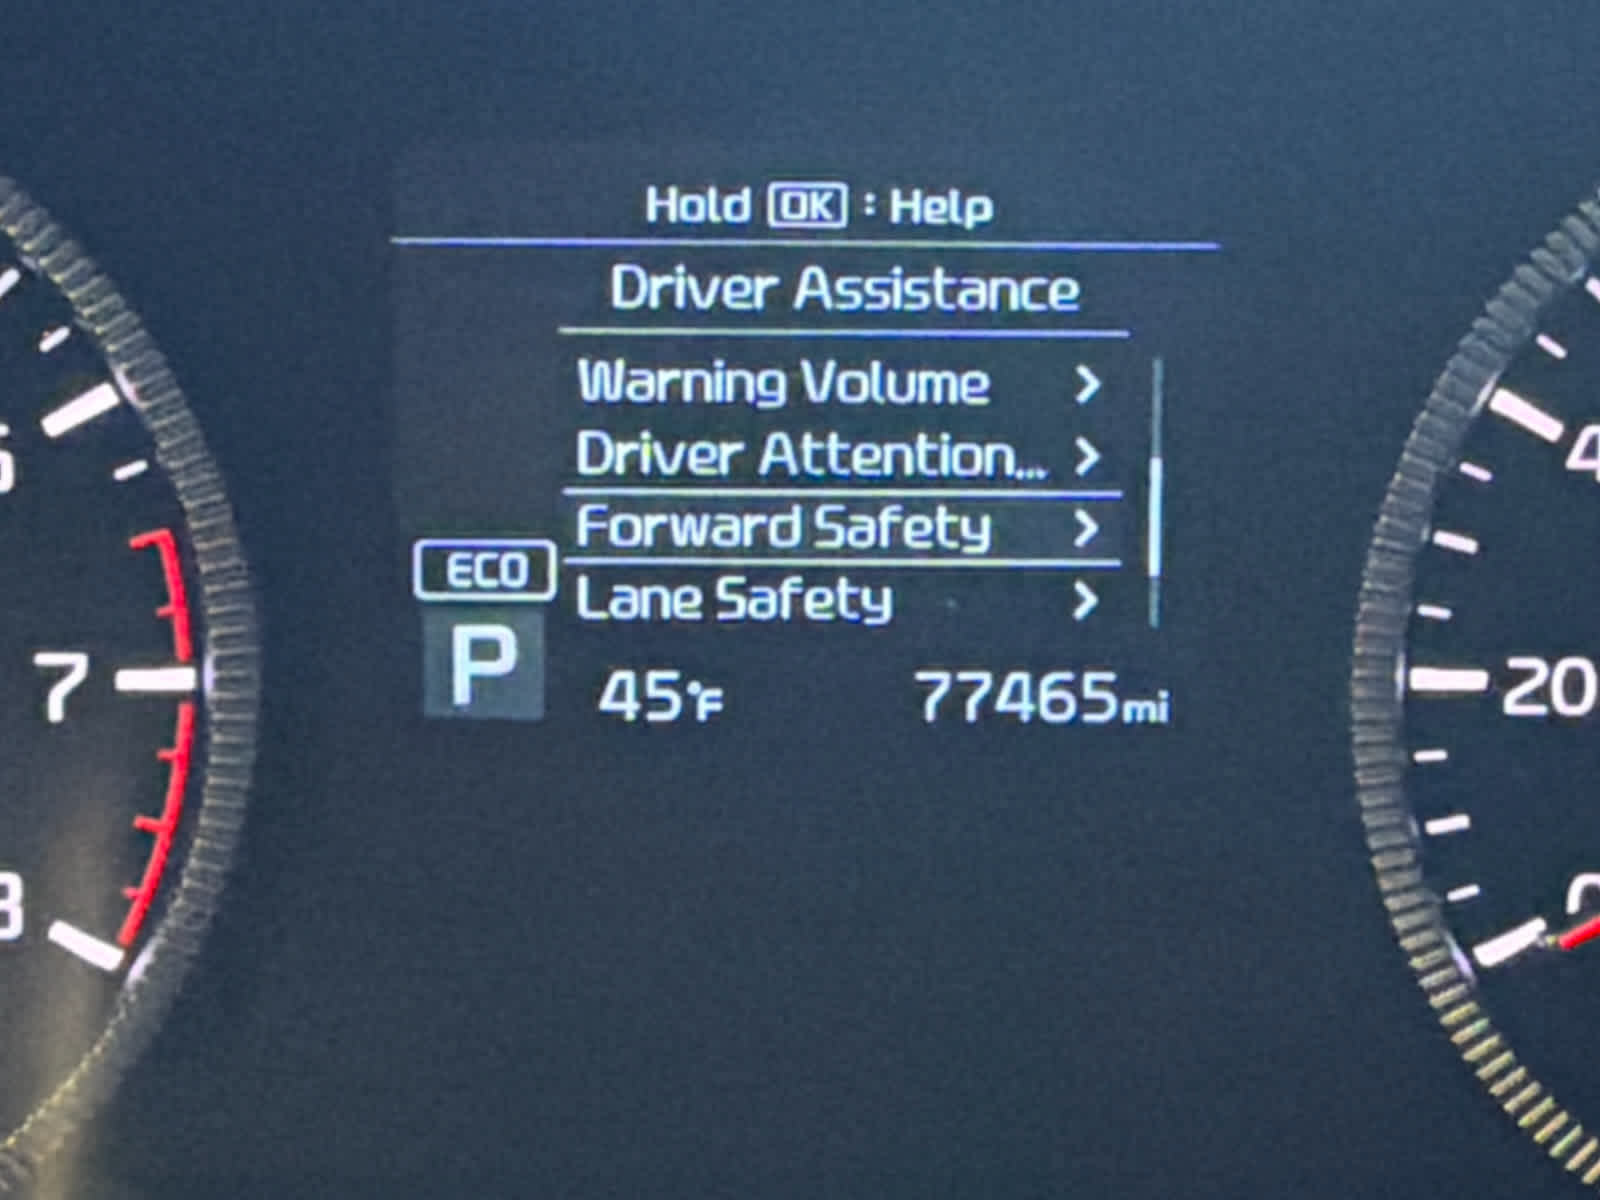 Hold OK : Help
Driver Assistance
Warning Volume >
Driver Attention... >
Forward Safety >
Lane Safety >
ECO
P
45°F 77465mi
7
20